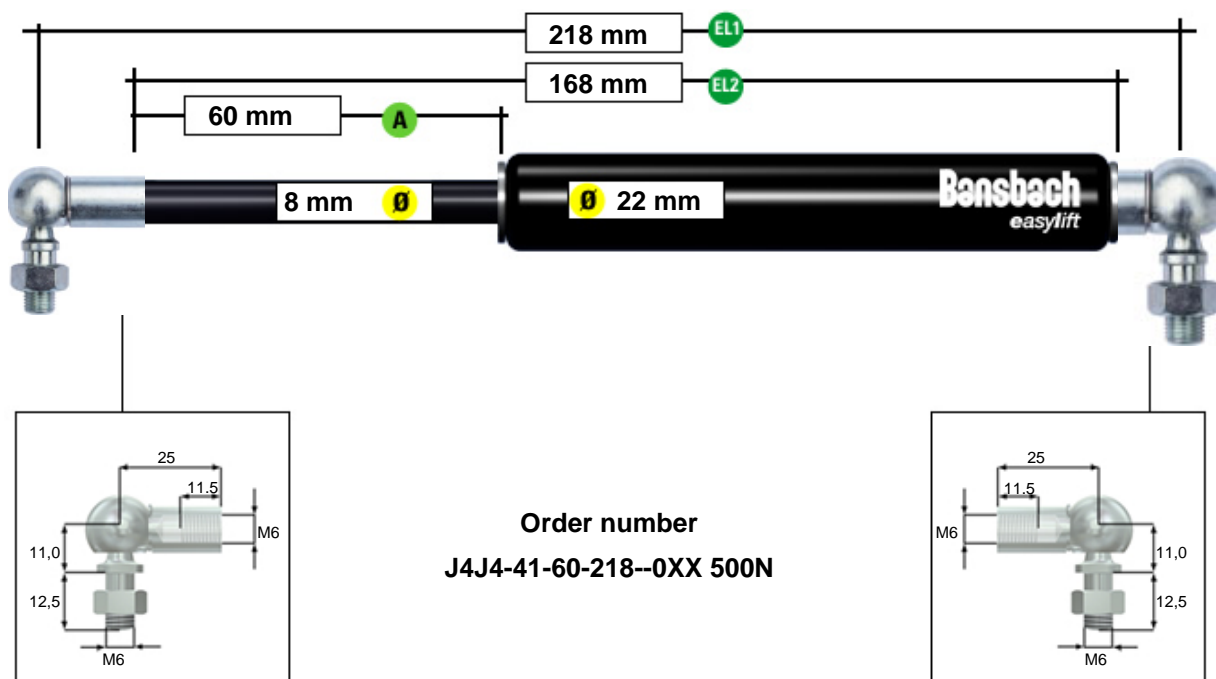 218 mm EL1
168 mm EL2
60 mm A
8 mm Ø
Ø 22 mm
Bansbach
easylift
25
11.5
M6
11,0
12,5
M6
Order number
J4J4-41-60-218--0XX 500N
25
11.5
M6
11,0
12,5
M6